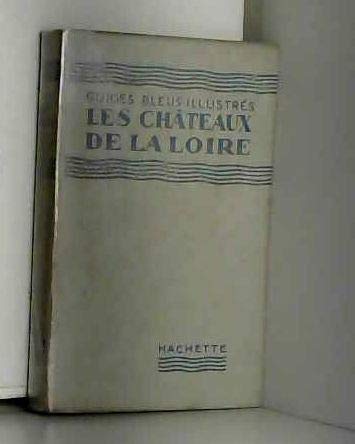 GUIDES BLEUS ILLUSTRÉS
LES CHÂTEAUX
DE LA LOIRE
HACHETTE